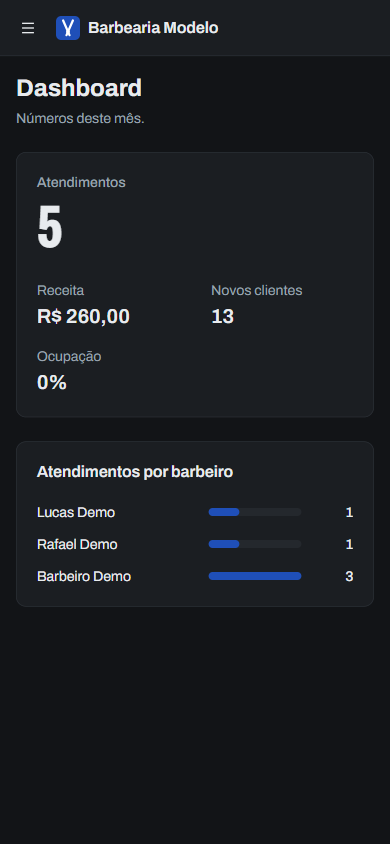 Barbearia Modelo
Dashboard
Números deste mês.
Atendimentos
5
Receita
R$ 260,00
Novos clientes
13
Ocupação
0%
Atendimentos por barbeiro
Lucas Demo 1
Rafael Demo 1
Barbeiro Demo 3